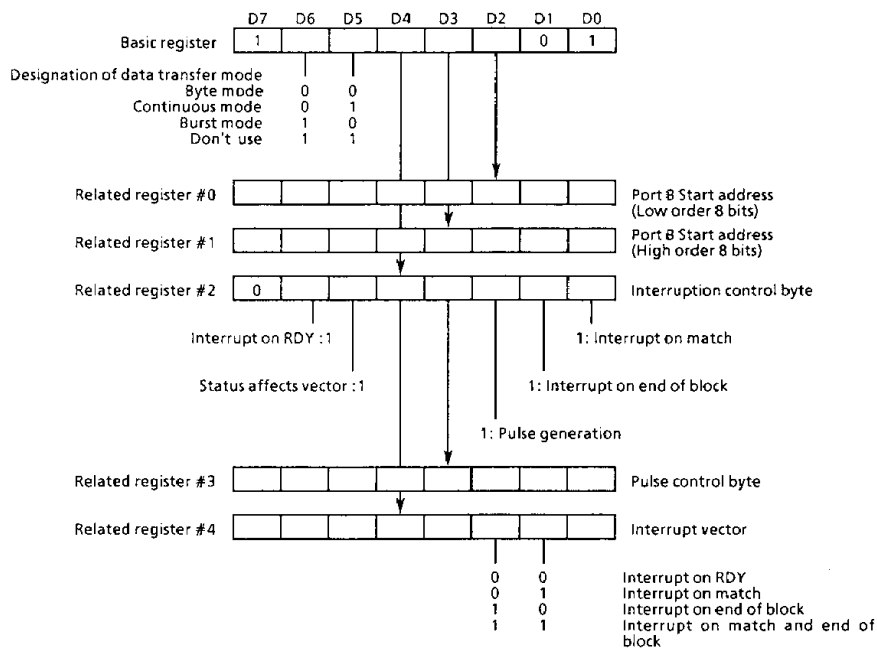 D7 D6 D5 D4 D3 D2 D1 D0
Basic register 1 0 1
Designation of data transfer mode
Byte mode 0 0
Continuous mode 0 1
Burst mode 1 0
Don't use 1 1
Related register #0
Port B Start address
(Low order 8 bits)
Related register #1
Port B Start address
(High order 8 bits)
Related register #2 0 Interruption control byte
Interrupt on RDY : 1
1: Interrupt on match
Status affects vector : 1
1: Interrupt on end of block
1: Pulse generation
Related register #3 Pulse control byte
Related register #4 Interrupt vector
0 0 Interrupt on RDY
0 1 Interrupt on match
1 0 Interrupt on end of block
1 1 Interrupt on match and end of
block